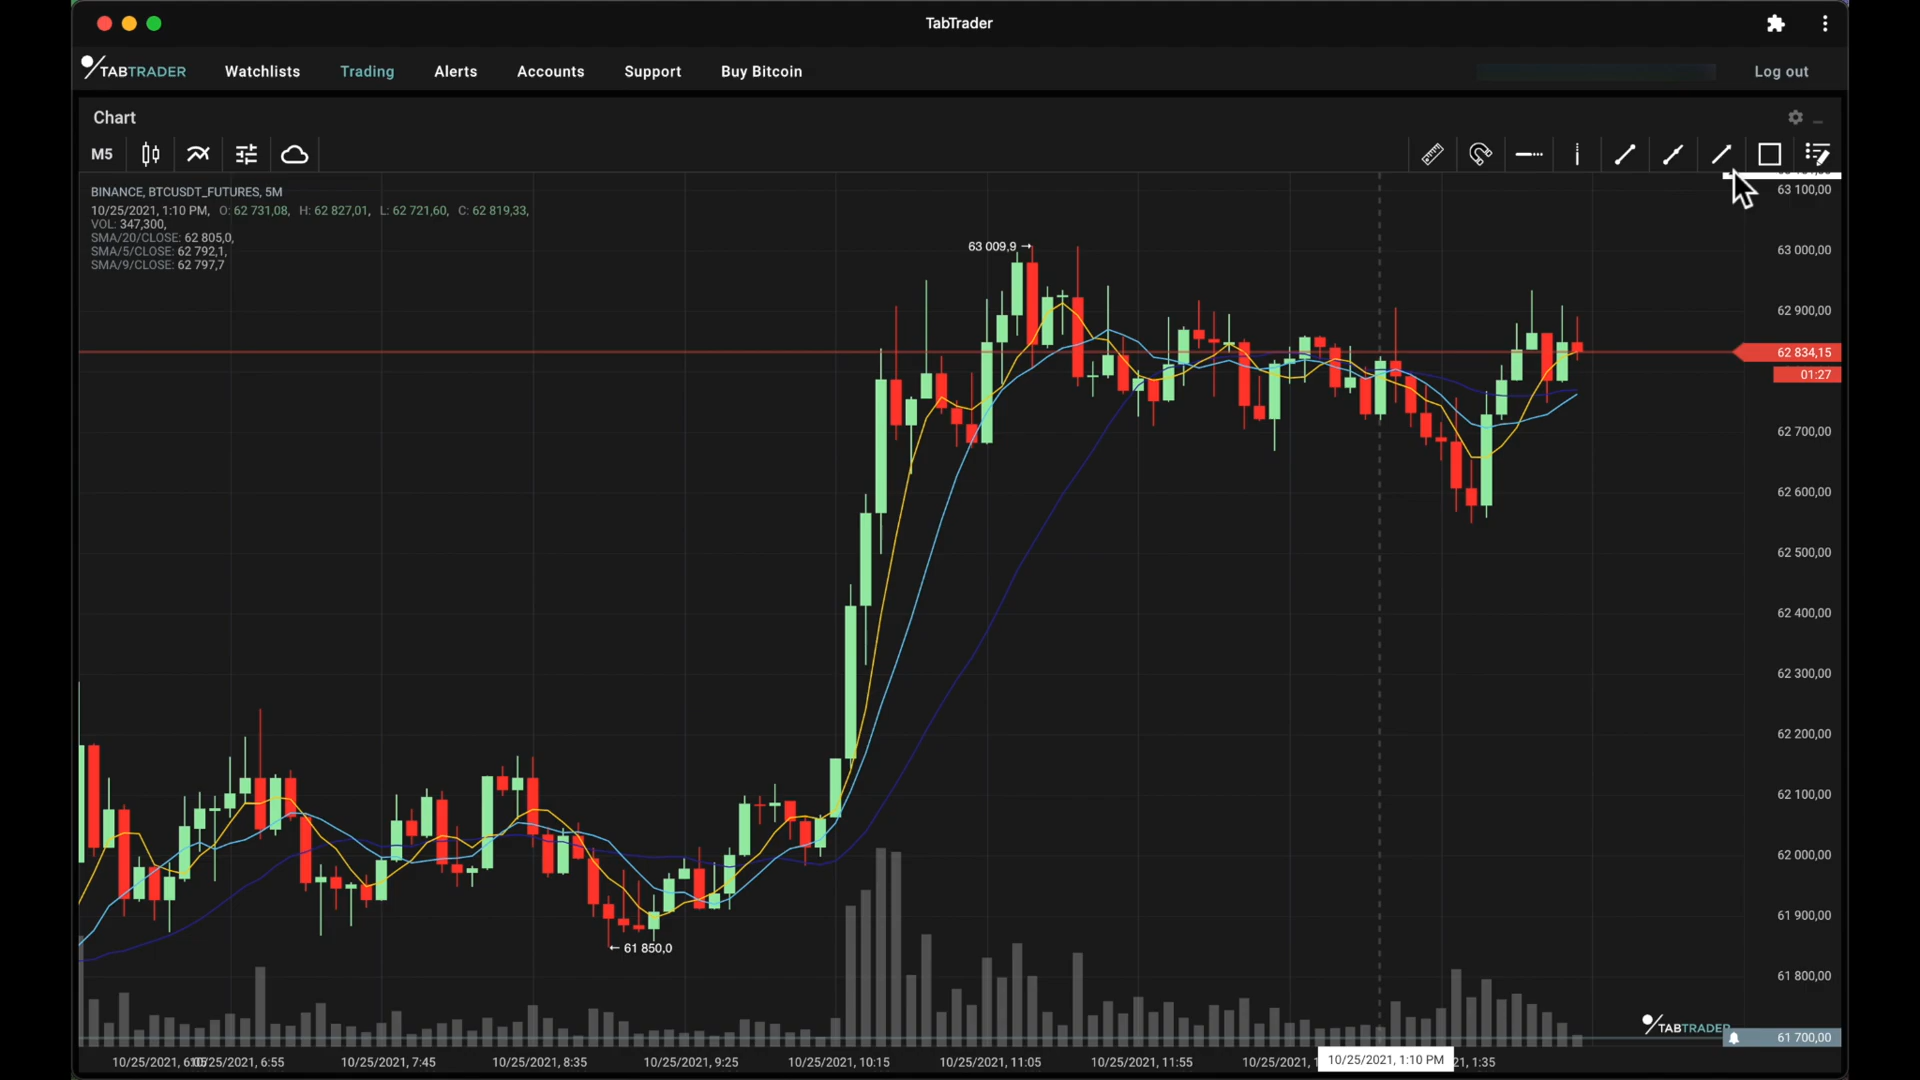 TabTrader
TABTRADER Watchlists Trading Alerts Accounts Support Buy Bitcoin Log out
Chart
M5
BINANCE, BTCUSDT_FUTURES, 5M
10/25/2021, 1:10 PM, O: 62 731,08, H: 62 827,01, L: 62 721,60, C: 62 819,33,
VOL: 347,300,
SMA/20/CLOSE: 62 805,0,
SMA/5/CLOSE: 62 792,1,
SMA/9/CLOSE: 62 797,7
63 100,00
63 009,9 →
63 000,00
62 900,00
62 834,15
01:27
62 700,00
62 600,00
62 500,00
62 400,00
62 300,00
62 200,00
62 100,00
62 000,00
61 900,00
← 61 850,0
61 800,00
TABTRADER
61 700,00
10/25/2021, 6:55 10/25/2021, 7:45 10/25/2021, 8:35 10/25/2021, 9:25 10/25/2021, 10:15 10/25/2021, 11:05 10/25/2021, 11:55 10/25/2021, 10/25/2021, 1:10 PM 1:35